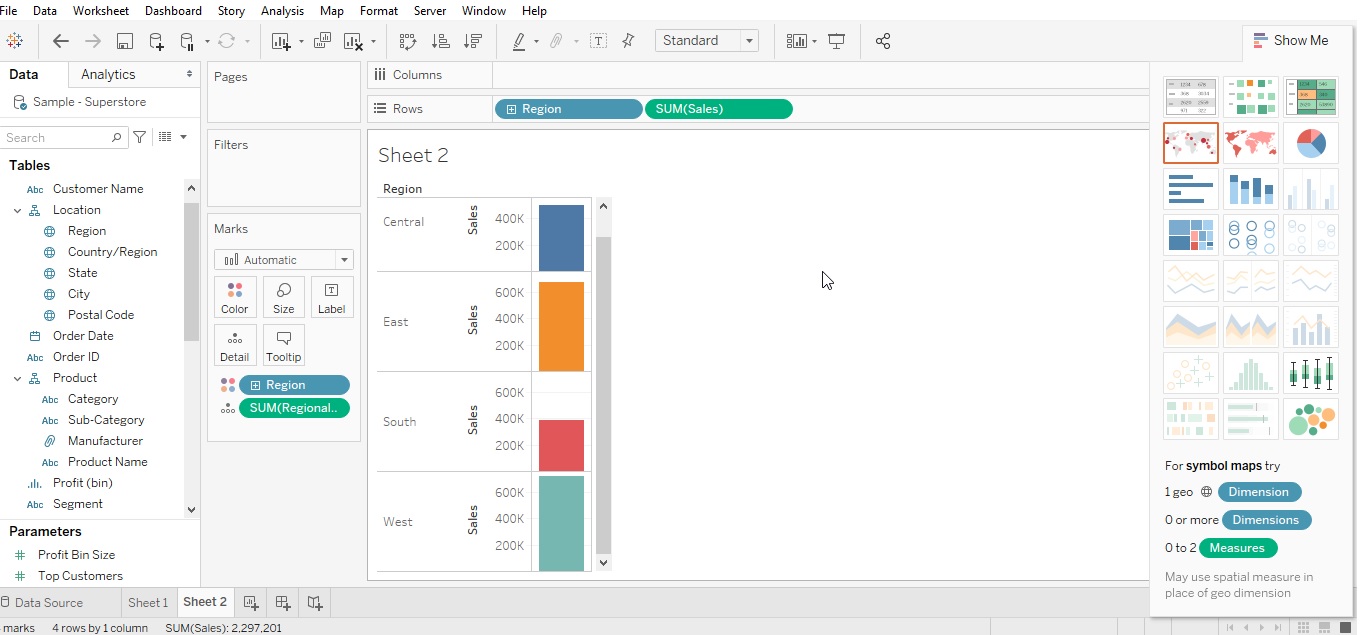 File Data Worksheet Dashboard Story Analysis Map Format Server Window Help
Standard
Show Me
Data
Analytics
Sample - Superstore
Search
Tables
Abc Customer Name
Location
Region
Country/Region
State
City
Postal Code
Order Date
Abc Order ID
Product
Abc Category
Abc Sub-Category
Manufacturer
Abc Product Name
Profit (bin)
Abc Segment
Parameters
Profit Bin Size
Top Customers
Pages
Filters
Marks
Automatic
Color
Size
Label
Detail
Tooltip
Region
SUM(Regional..
Columns
Rows
Region
SUM(Sales)
Sheet 2
Region
Central
Sales
400K
200K
East
Sales
600K
400K
200K
South
Sales
600K
400K
200K
West
Sales
600K
400K
200K
For symbol maps try
1 geo Dimension
0 or more Dimensions
0 to 2 Measures
May use spatial measure in
place of geo dimension
Data Source
Sheet 1
Sheet 2
marks 4 rows by 1 column SUM(Sales): 2,297,201